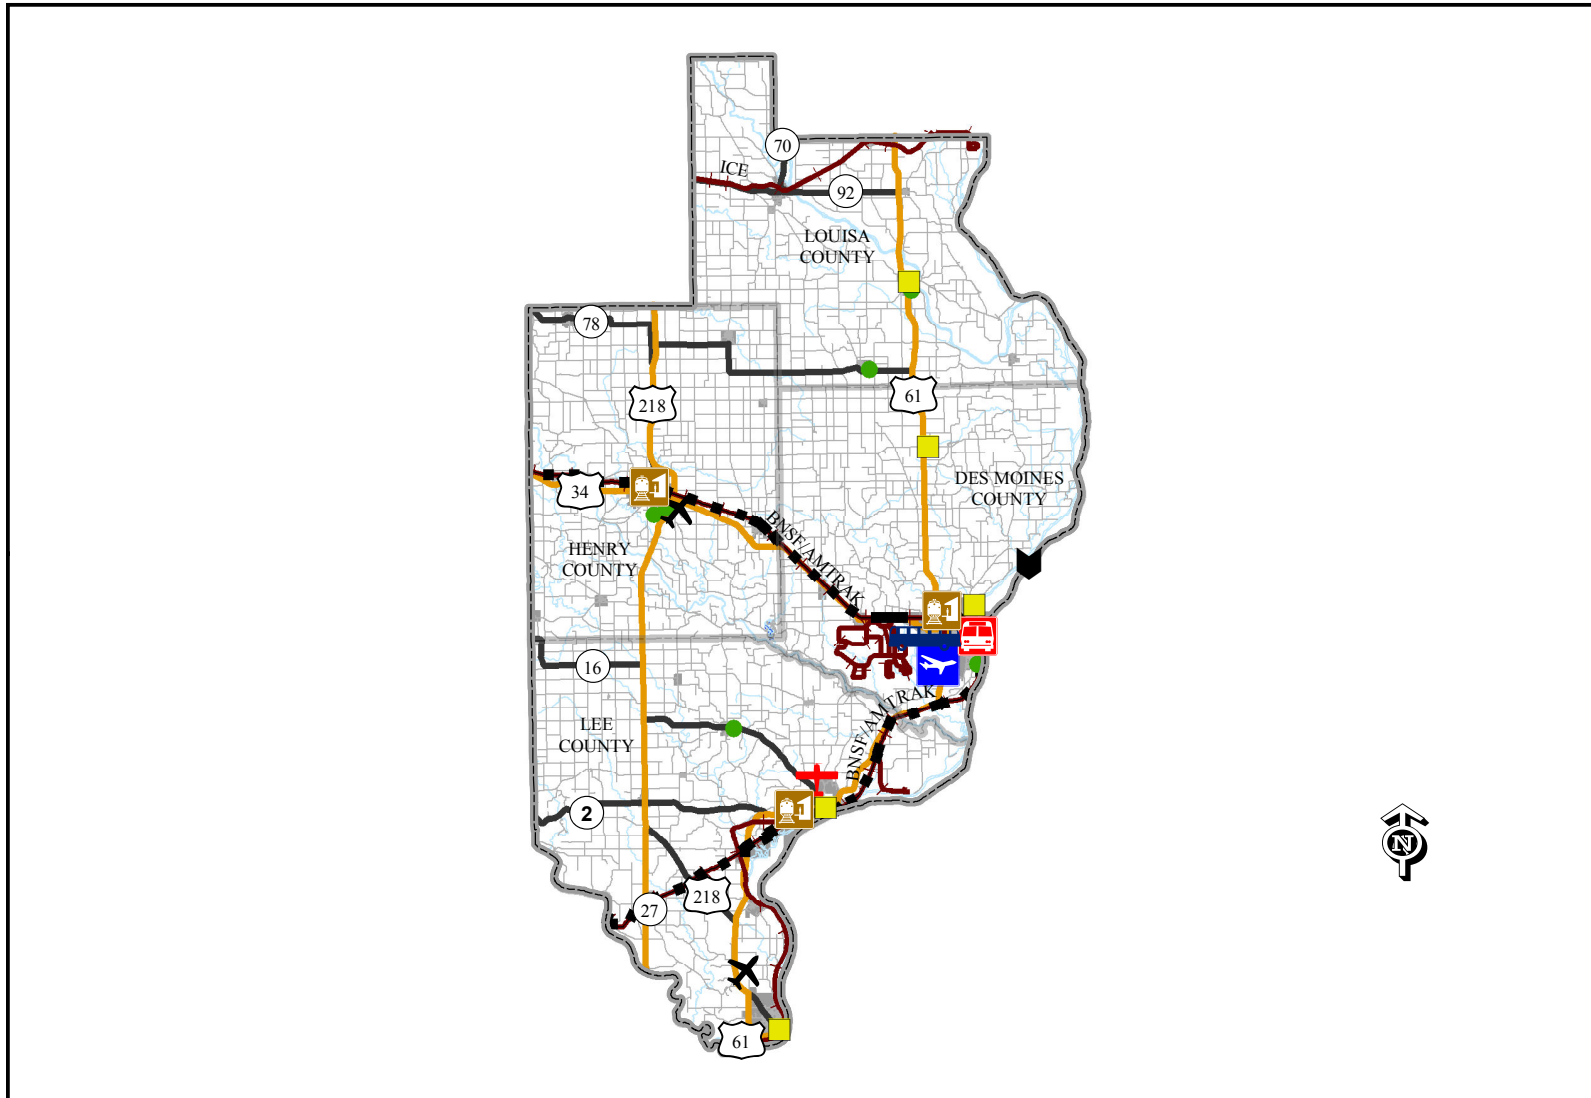 70
ICE
92
LOUISA
COUNTY
78
218
61
DES MOINES
COUNTY
34
BNSF/AMTRAK
HENRY
COUNTY
16
BNSF/AMTRAK
LEE
COUNTY
2
218
27
61
N